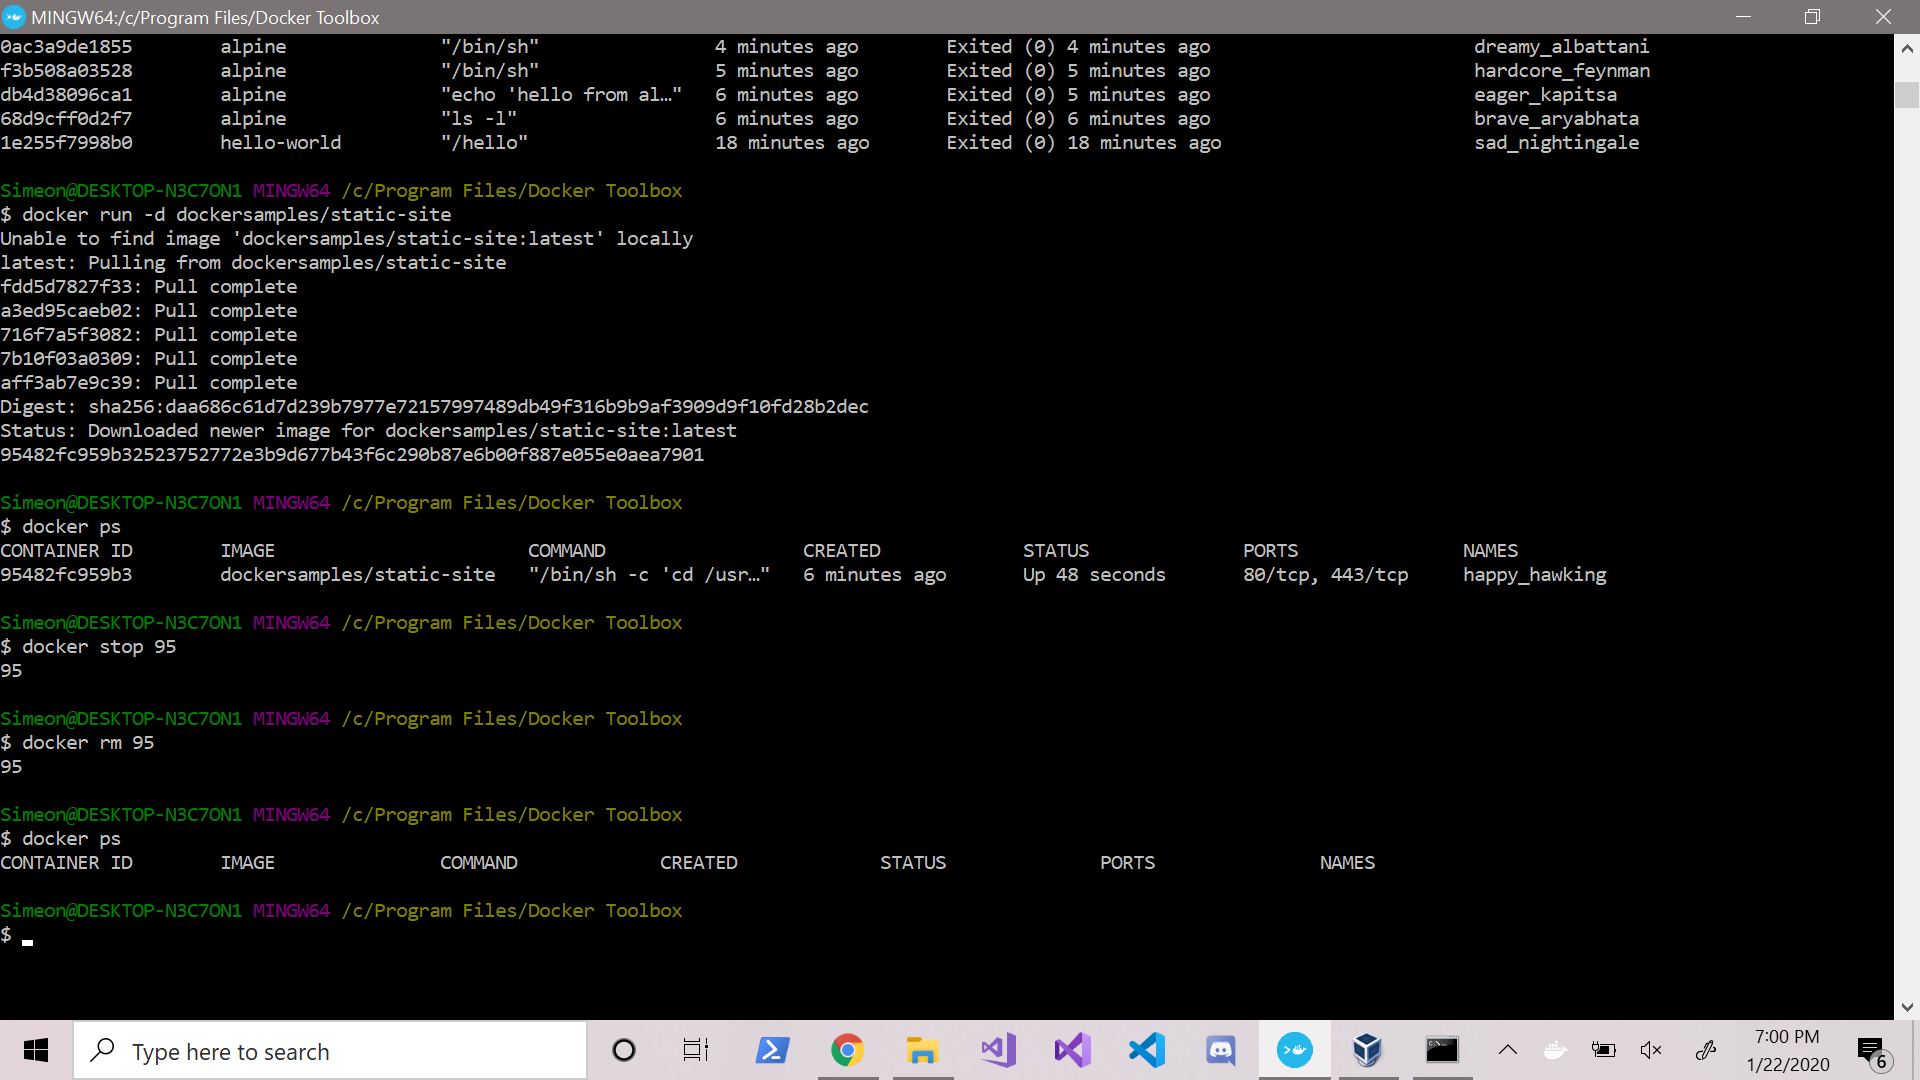 MINGW64:/c/Program Files/Docker Toolbox
0ac3a9de1855 alpine "/bin/sh" 4 minutes ago Exited (0) 4 minutes ago dreamy_albattani
f3b508a03528 alpine "/bin/sh" 5 minutes ago Exited (0) 5 minutes ago hardcore_feynman
db4d38096ca1 alpine "echo 'hello from al…" 6 minutes ago Exited (0) 5 minutes ago eager_kapitsa
68d9cff0d2f7 alpine "ls -l" 6 minutes ago Exited (0) 6 minutes ago brave_aryabhata
1e255f7998b0 hello-world "/hello" 18 minutes ago Exited (0) 18 minutes ago sad_nightingale
Simeon@DESKTOP-N3C7ON1 MINGW64 /c/Program Files/Docker Toolbox
$ docker run -d dockersamples/static-site
Unable to find image 'dockersamples/static-site:latest' locally
latest: Pulling from dockersamples/static-site
fdd5d7827f33: Pull complete
a3ed95caeb02: Pull complete
716f7a5f3082: Pull complete
7b10f03a0309: Pull complete
aff3ab7e9c39: Pull complete
Digest: sha256:daa686c61d7d239b7977e72157997489db49f316b9b9af3909d9f10fd28b2dec
Status: Downloaded newer image for dockersamples/static-site:latest
95482fc959b32523752772e3b9d677b43f6c290b87e6b00f887e055e0aea7901
Simeon@DESKTOP-N3C7ON1 MINGW64 /c/Program Files/Docker Toolbox
$ docker ps
CONTAINER ID IMAGE COMMAND CREATED STATUS PORTS NAMES
95482fc959b3 dockersamples/static-site "/bin/sh -c 'cd /usr…" 6 minutes ago Up 48 seconds 80/tcp, 443/tcp happy_hawking
Simeon@DESKTOP-N3C7ON1 MINGW64 /c/Program Files/Docker Toolbox
$ docker stop 95
95
Simeon@DESKTOP-N3C7ON1 MINGW64 /c/Program Files/Docker Toolbox
$ docker rm 95
95
Simeon@DESKTOP-N3C7ON1 MINGW64 /c/Program Files/Docker Toolbox
$ docker ps
CONTAINER ID IMAGE COMMAND CREATED STATUS PORTS NAMES
Simeon@DESKTOP-N3C7ON1 MINGW64 /c/Program Files/Docker Toolbox
$
Type here to search
7:00 PM
1/22/2020
6